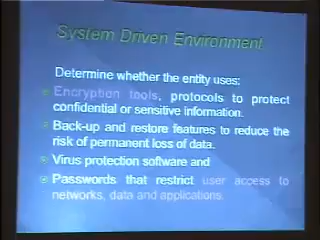 System Driven Environment
Determine whether the entity uses:
Encryption tools, protocols to protect
confidential or sensitive information.
Back-up and restore features to reduce the
risk of permanent loss of data.
Virus protection software and
Passwords that restrict user access to
networks, data and applications.